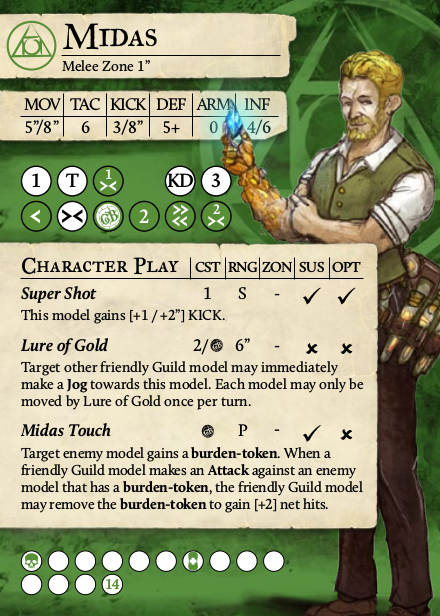 Midas
Melee Zone 1”
MOV TAC KICK DEF ARM INF
5”/8” 6 3/8” 5+ 0 4/6
1 T 1 >< KD 3
< >< GB 2 >> << 2 ><
Character Play CST RNG ZON SUS OPT
Super Shot 1 S - ✓ ✓
This model gains [+1 / +2”] KICK.
Lure of Gold 2/GB 6” - × ×
Target other friendly Guild model may immediately
make a Jog towards this model. Each model may only be
moved by Lure of Gold once per turn.
Midas Touch GB P - ✓ ×
Target enemy model gains a burden-token. When a
friendly Guild model makes an Attack against an enemy
model that has a burden-token, the friendly Guild model
may remove the burden-token to gain [+2] net hits.
14